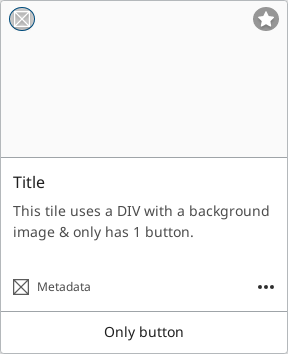 Title
This tile uses a DIV with a background
image & only has 1 button.
Metadata
Only button